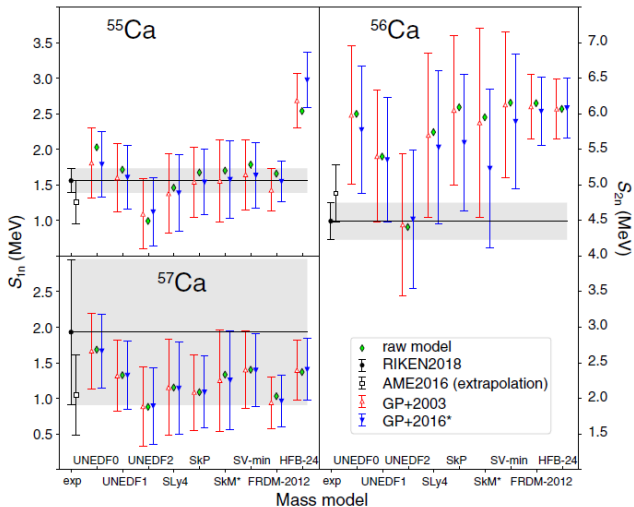 ⁵⁵Ca
⁵⁶Ca
3.5
3.0
2.5
2.0
1.5
1.0
7.0
6.5
6.0
5.5
5.0
4.5
4.0
3.5
3.0
2.5
2.0
1.5
S₁ₙ (MeV)
S₂ₙ (MeV)
⁵⁷Ca
2.5
2.0
1.5
1.0
0.5
raw model
RIKEN2018
AME2016 (extrapolation)
GP+2003
GP+2016*
UNEDF0 UNEDF2 SkP SV-min HFB-24
exp UNEDF1 SLy4 SkM* FRDM-2012
UNEDF0 UNEDF2 SkP SV-min HFB-24
exp UNEDF1 SLy4 SkM* FRDM-2012
Mass model